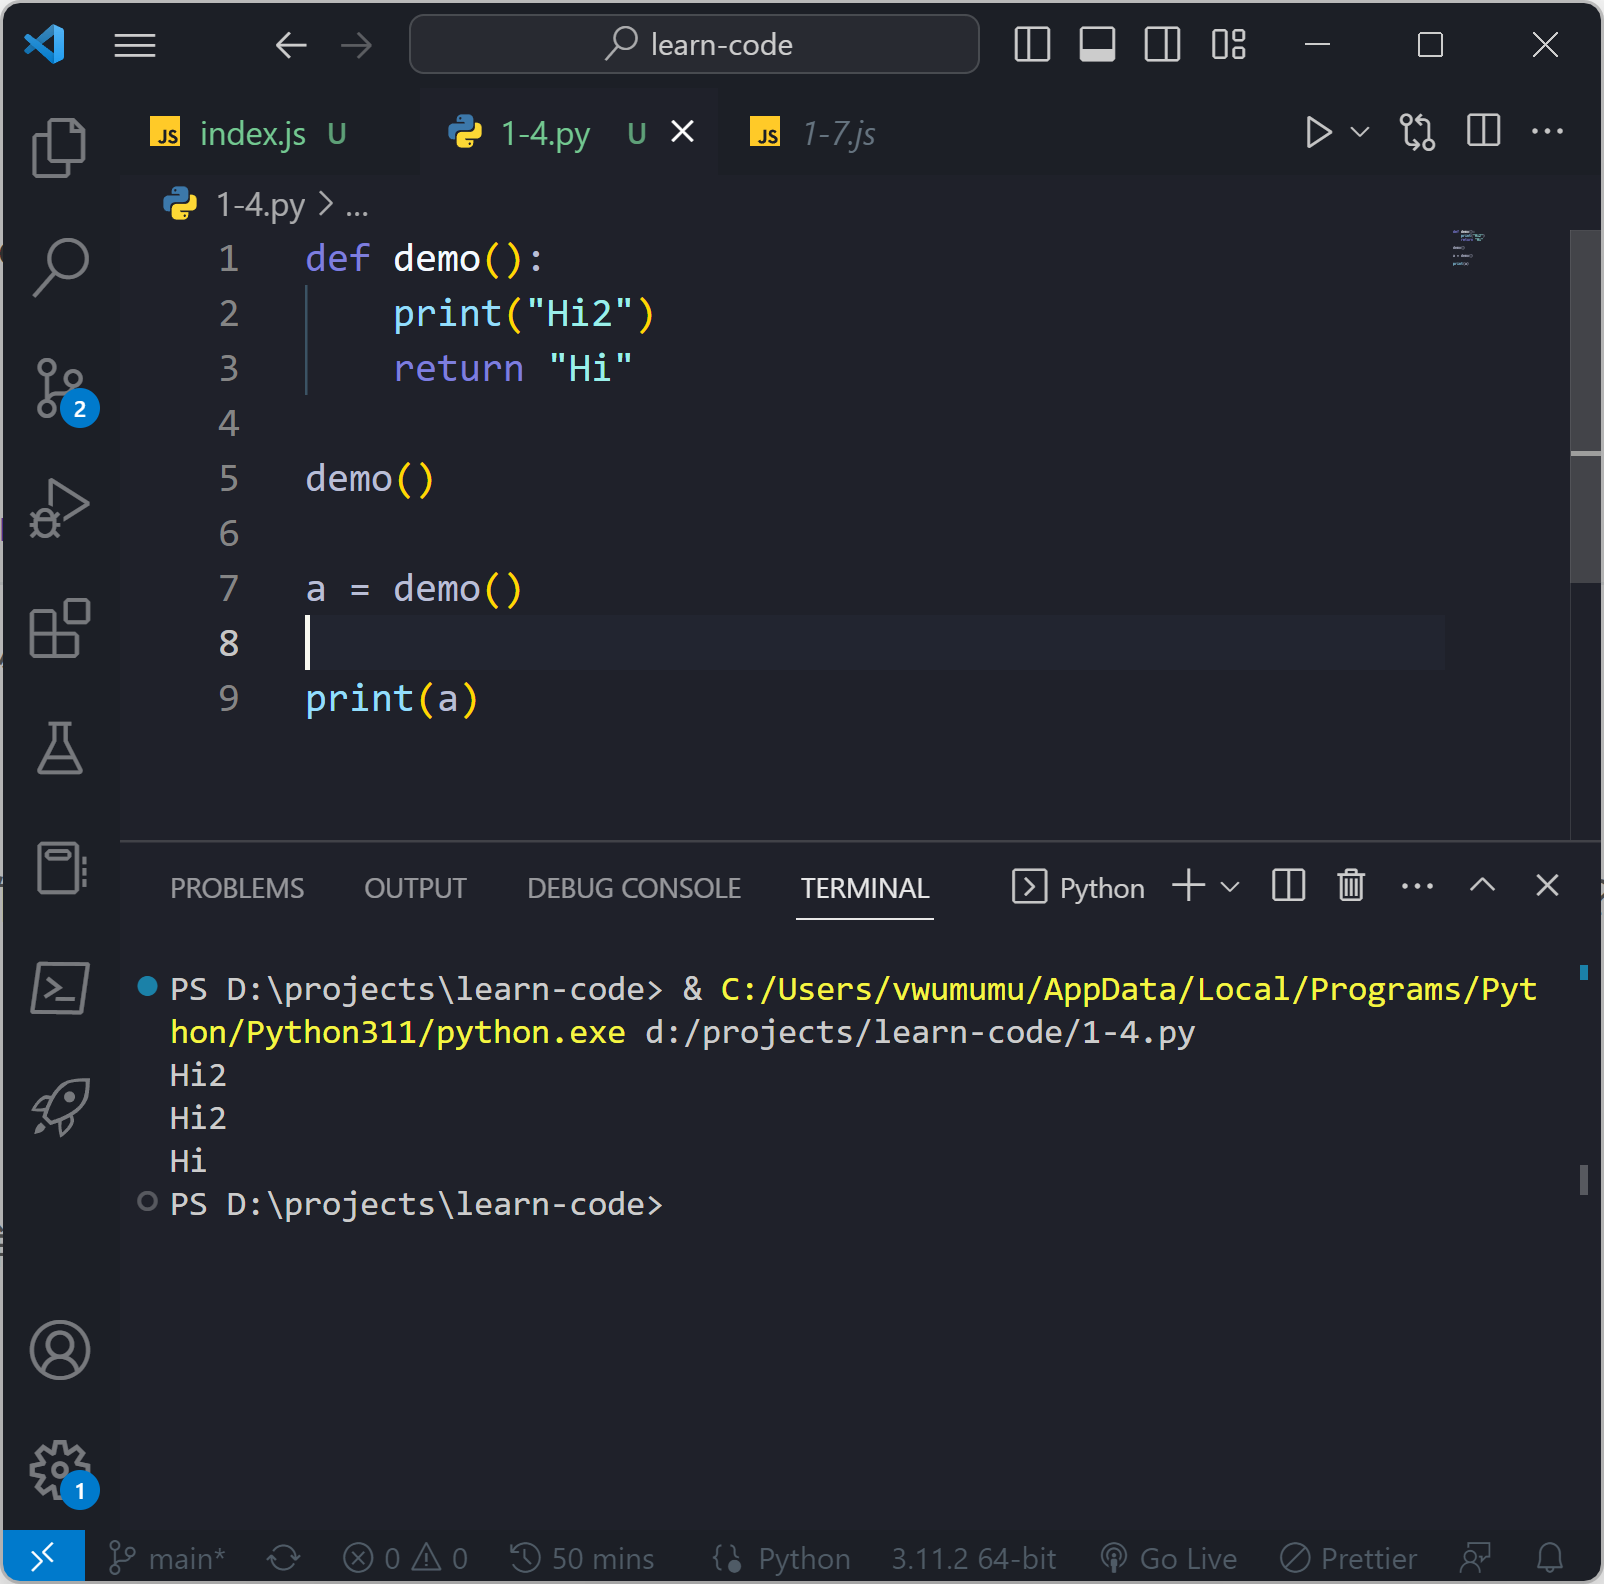 learn-code
JS index.js U 1-4.py U JS 1-7.js
1-4.py > ...
1 def demo():
2     print("Hi2")
3     return "Hi"
4
5 demo()
6
7 a = demo()
8
9 print(a)
2
PROBLEMS OUTPUT DEBUG CONSOLE TERMINAL Python
PS D:\projects\learn-code> & C:/Users/vwumumu/AppData/Local/Programs/Pyt
hon/Python311/python.exe d:/projects/learn-code/1-4.py
Hi2
Hi2
Hi
PS D:\projects\learn-code>
1
main* 0 0 50 mins Python 3.11.2 64-bit Go Live Prettier